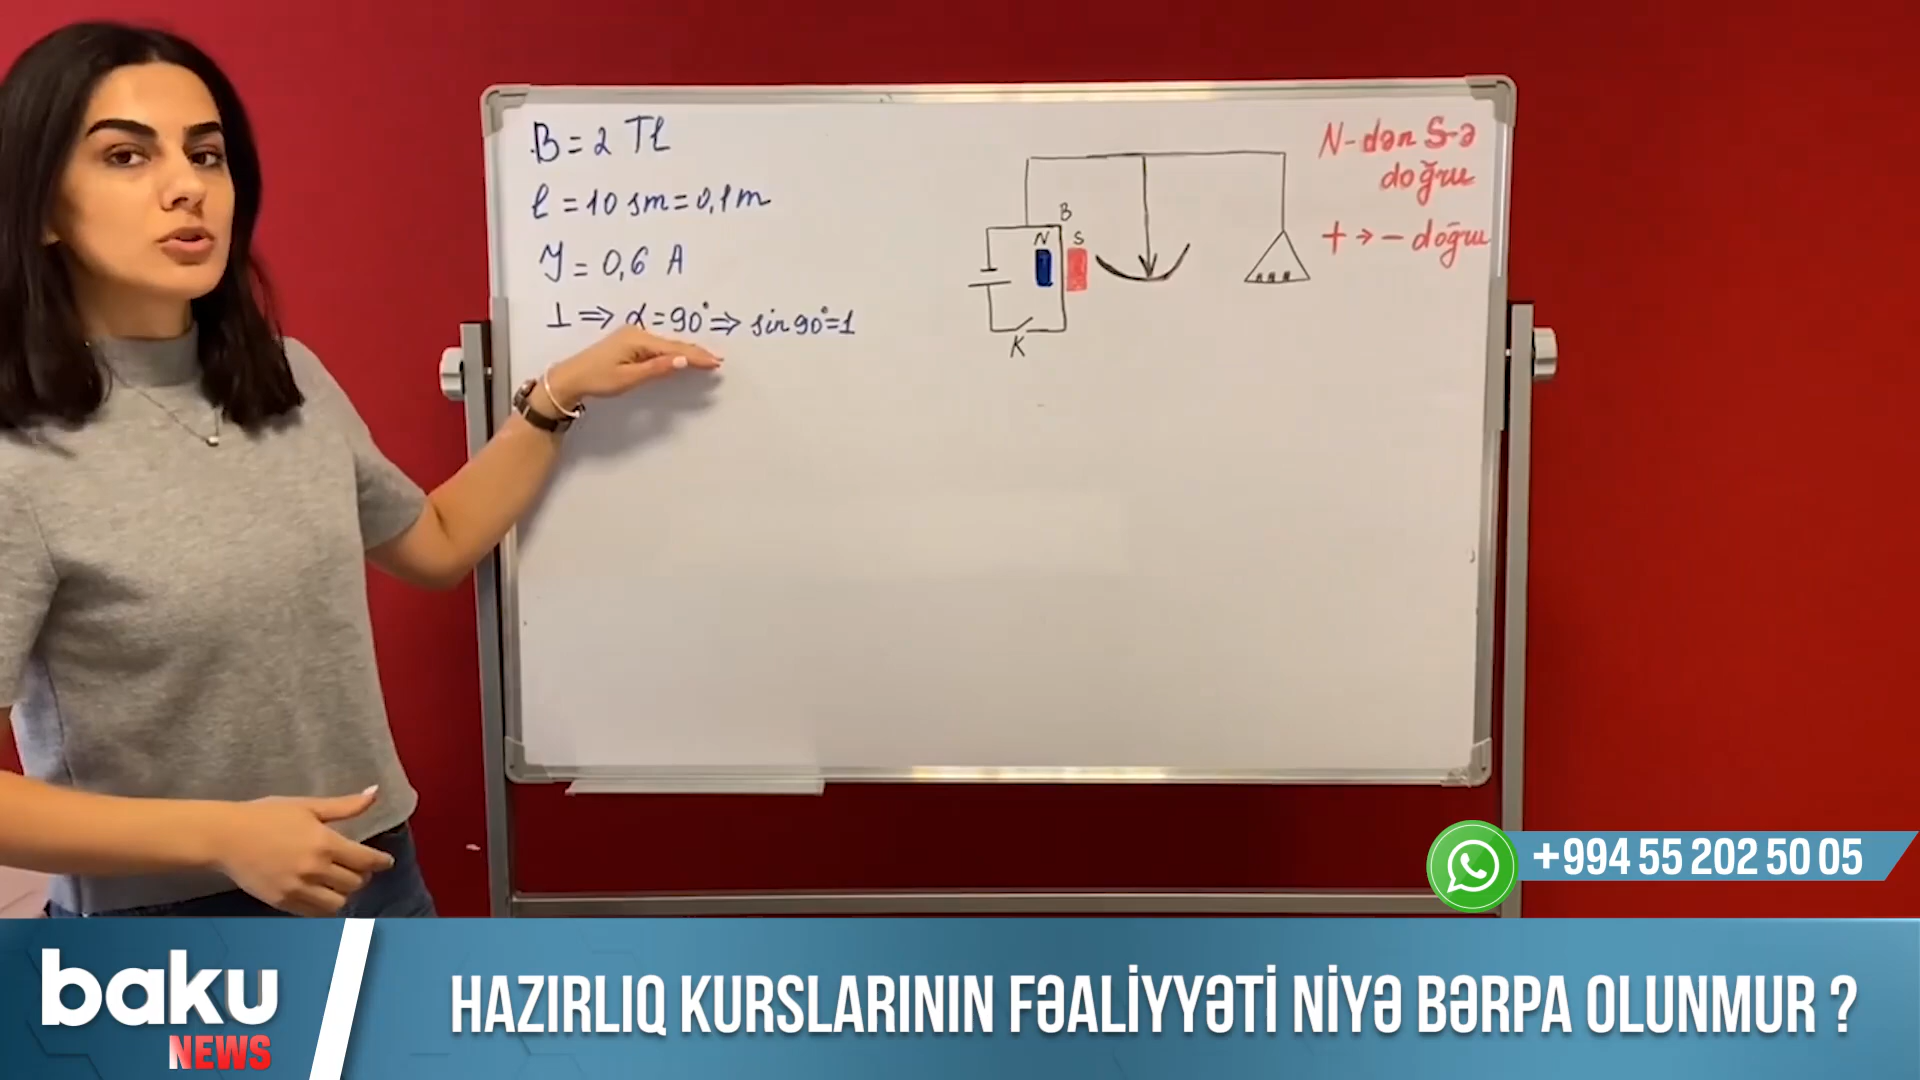 B = 2 Tl
l = 10 sm = 0,1 m
I = 0,6 A
⊥ ⇒ α = 90° ⇒ sin 90° = 1
B
N S
K
N-dən S-ə
doğru
+ → – doğru
+994 55 202 50 05
baku
NEWS
HAZIRLIQ KURSLARININ FƏALİYYƏTİ NİYƏ BƏRPA OLUNMUR ?